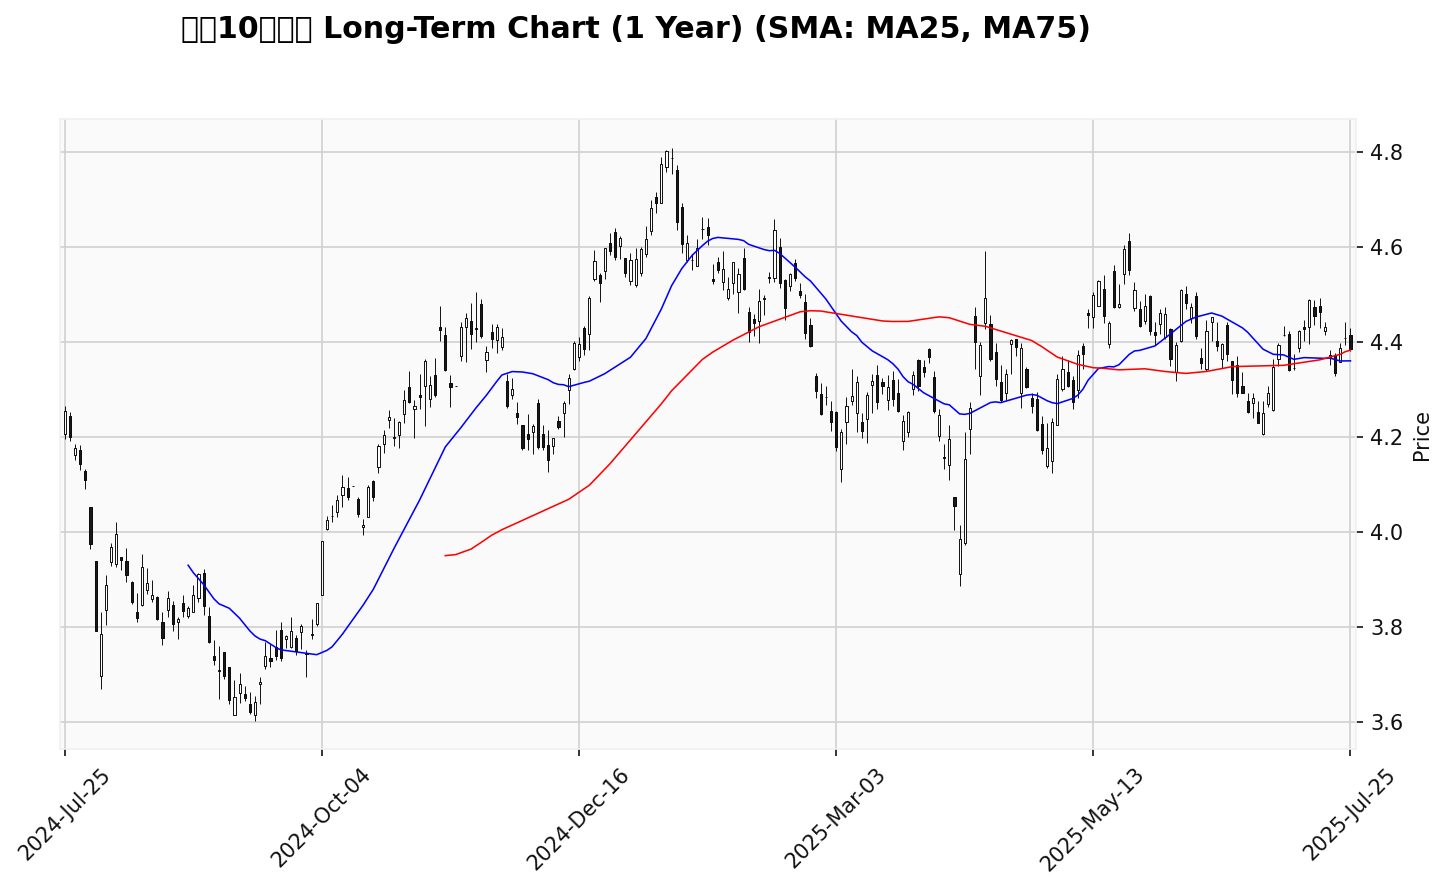 10 Long-Term Chart (1 Year) (SMA: MA25, MA75)
4.8
4.6
4.4
4.2
4.0
3.8
3.6
Price
2024-Jul-25
2024-Oct-04
2024-Dec-16
2025-Mar-03
2025-May-13
2025-Jul-25